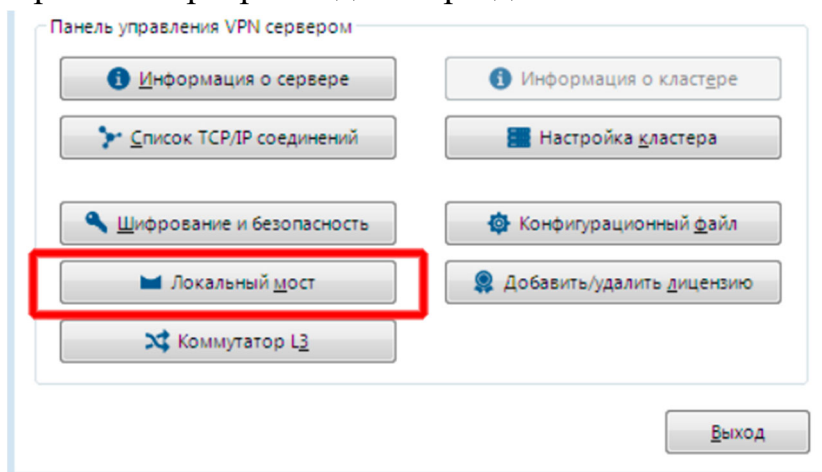 Панель управления VPN сервером
Информация о сервере
Информация о кластере
Список TCP/IP соединений
Настройка кластера
Шифрование и безопасность
Конфигурационный файл
Локальный мост
Добавить/удалить лицензию
Коммутатор L3
Выход